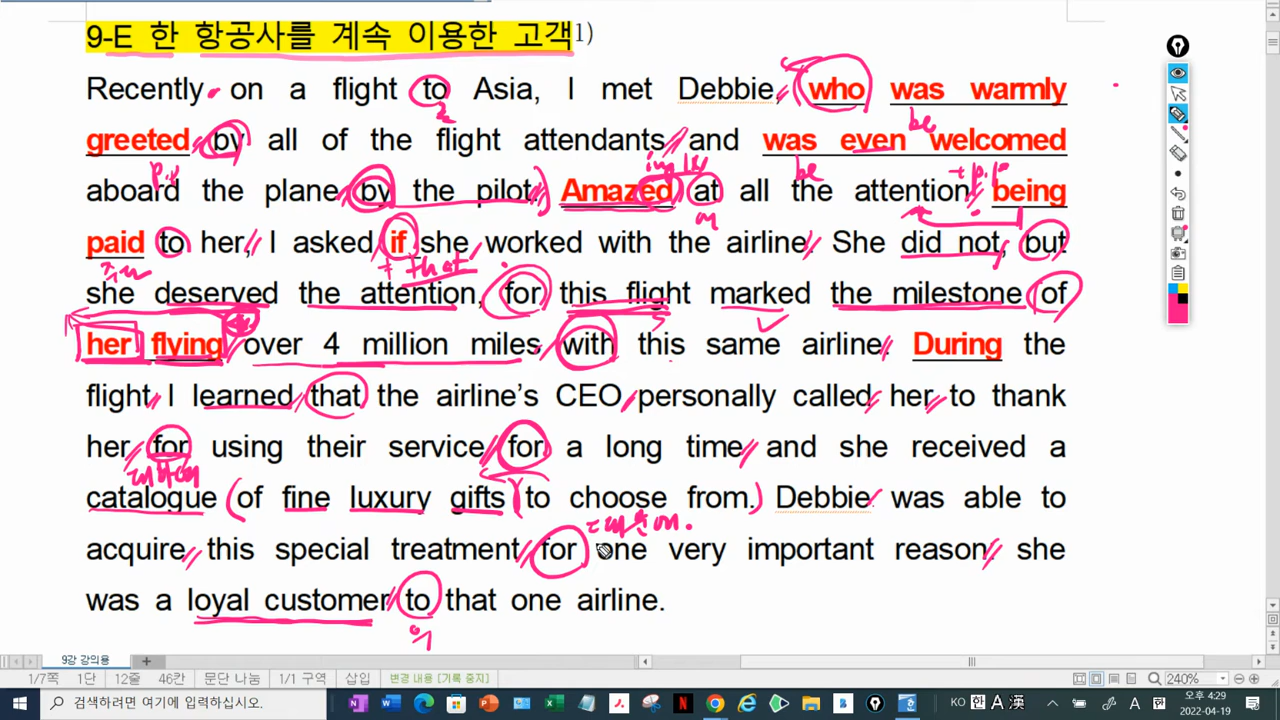 9-E 한 항공사를 계속 이용한 고객1)
Recently on a flight to Asia, I met Debbie, who was warmly
be
greeted by all of the flight attendants and was even welcomed
p.p
be
+p.p
aboard the plane by the pilot. Amazed at all the attention being
paid to her, I asked if she worked with the airline. She did not, but
that
she deserved the attention, for this flight marked the milestone of
her flying over 4 million miles with this same airline. During the
flight, I learned that the airline's CEO personally called her to thank
her for using their service for a long time and she received a
대하여
catalogue of fine luxury gifts to choose from. Debbie was able to
acquire this special treatment for one very important reason she
was a loyal customer to that one airline.
에
9강 강의용
1/7쪽 1단 12줄 46칸 문단 나눔 1/1 구역 삽입 변경 내용 [기록 중지] 240%
검색하려면 여기에 입력하십시오.
KO 한 A 漢
오후 4:29
2022-04-19